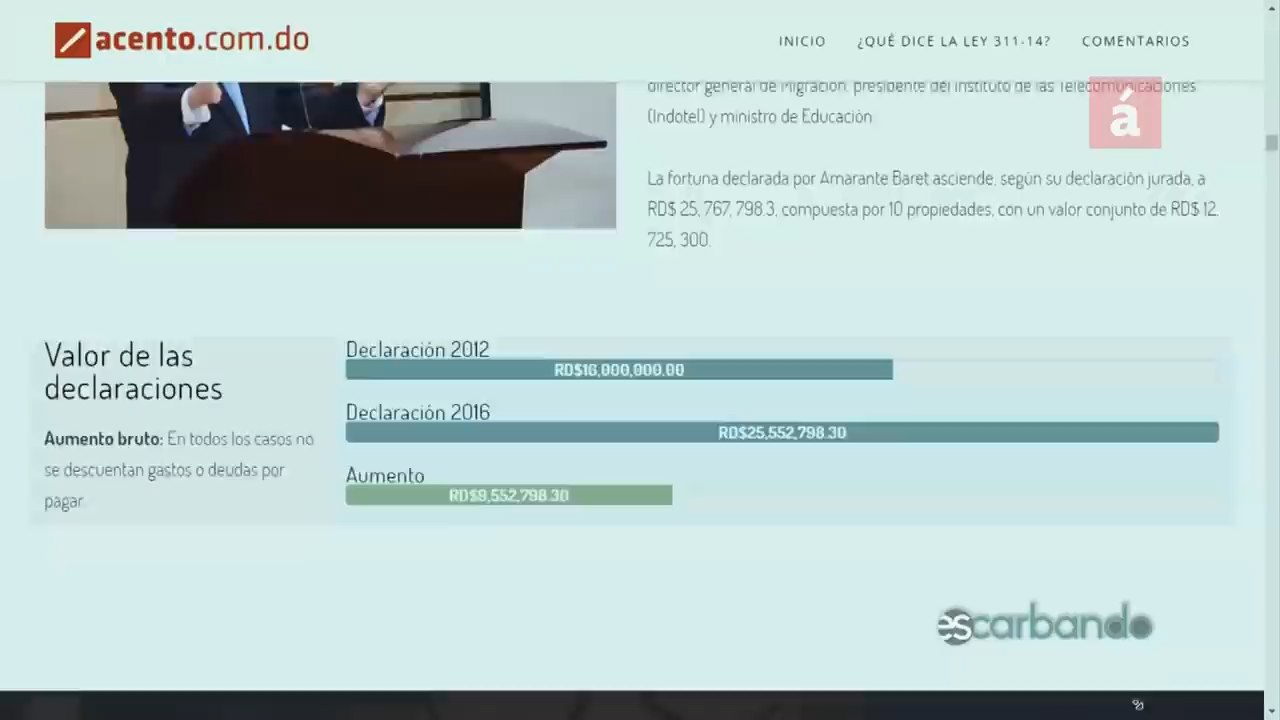 acento.com.do
INICIO ¿QUÉ DICE LA LEY 311-14? COMENTARIOS
director general de Migración, presidente del Instituto de las Telecomunicaciones
(Indotel) y ministro de Educación.
á
La fortuna declarada por Amarante Baret asciende, según su declaración jurada, a
RD$ 25, 767, 798.3, compuesta por 10 propiedades, con un valor conjunto de RD$ 12,
725, 300.
Valor de las
declaraciones
Aumento bruto: En todos los casos no
se descuentan gastos o deudas por
pagar.
Declaración 2012
RD$16,000,000.00
Declaración 2016
RD$25,552,798.30
Aumento
RD$9,552,798.30
escarbando